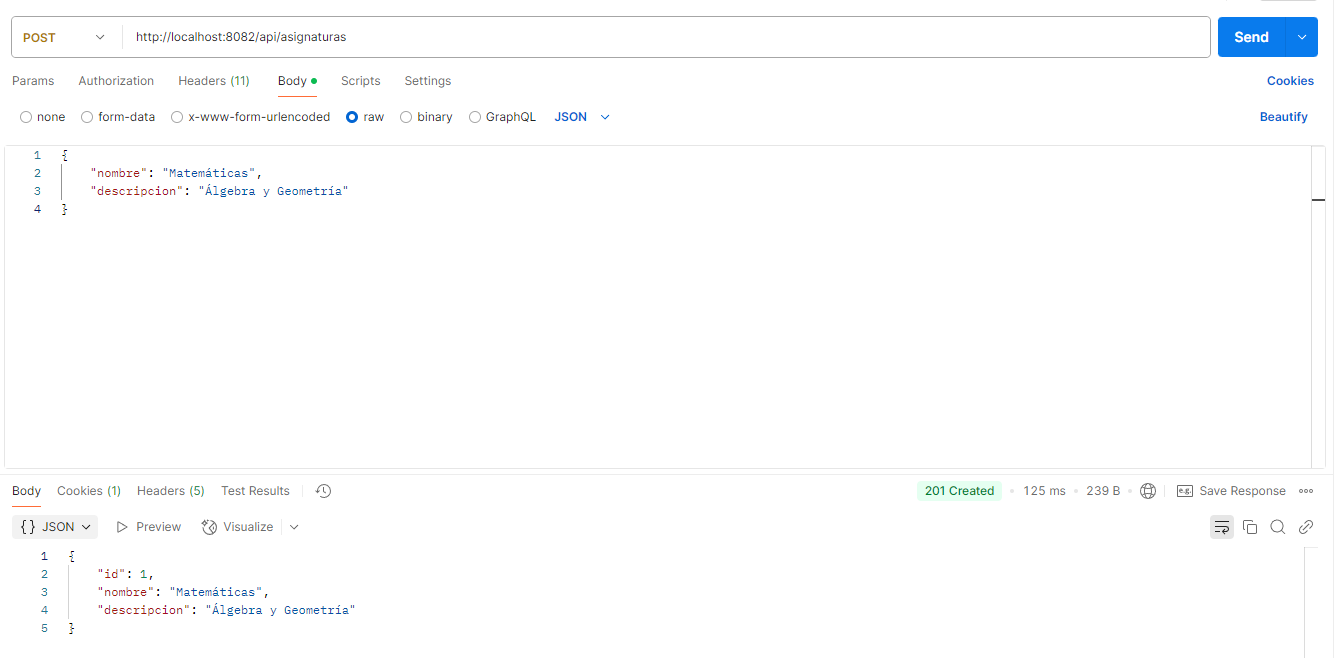 POST http://localhost:8082/api/asignaturas Send
Params Authorization Headers (11) Body Scripts Settings Cookies
none form-data x-www-form-urlencoded raw binary GraphQL JSON Beautify
1 {
2 "nombre": "Matemáticas",
3 "descripcion": "Álgebra y Geometría"
4 }
Body Cookies (1) Headers (5) Test Results 201 Created • 125 ms • 239 B • e.g. Save Response
{} JSON Preview Visualize
1 {
2 "id": 1,
3 "nombre": "Matemáticas",
4 "descripcion": "Álgebra y Geometría"
5 }